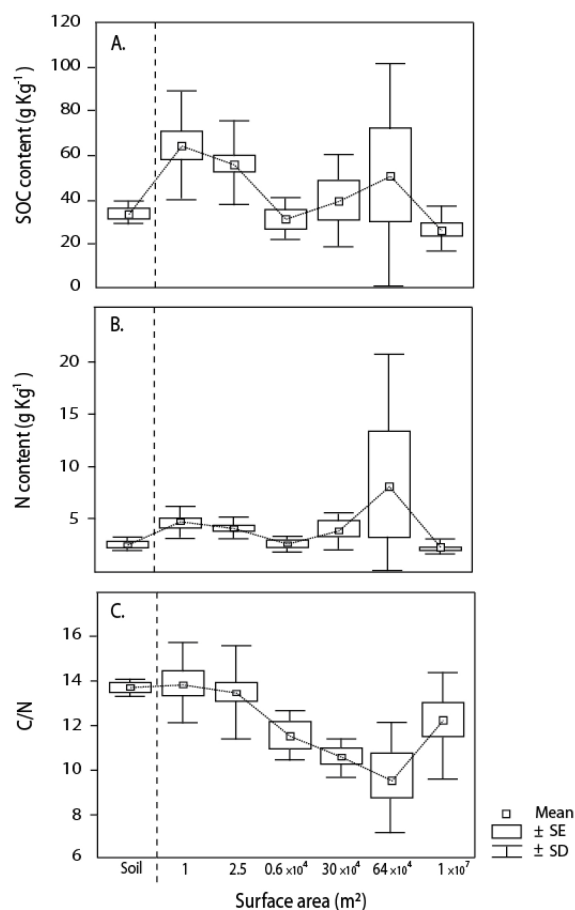 120
A.
100
80
60
40
20
0
SOC content (g Kg⁻¹)
B.
20
15
10
5
N content (g Kg⁻¹)
C.
16
14
12
10
8
6
C/N
Soil 1 2.5 0.6 ×10⁴ 30 ×10⁴ 64 ×10⁴ 1 ×10⁷
Surface area (m²)
Mean
± SE
± SD